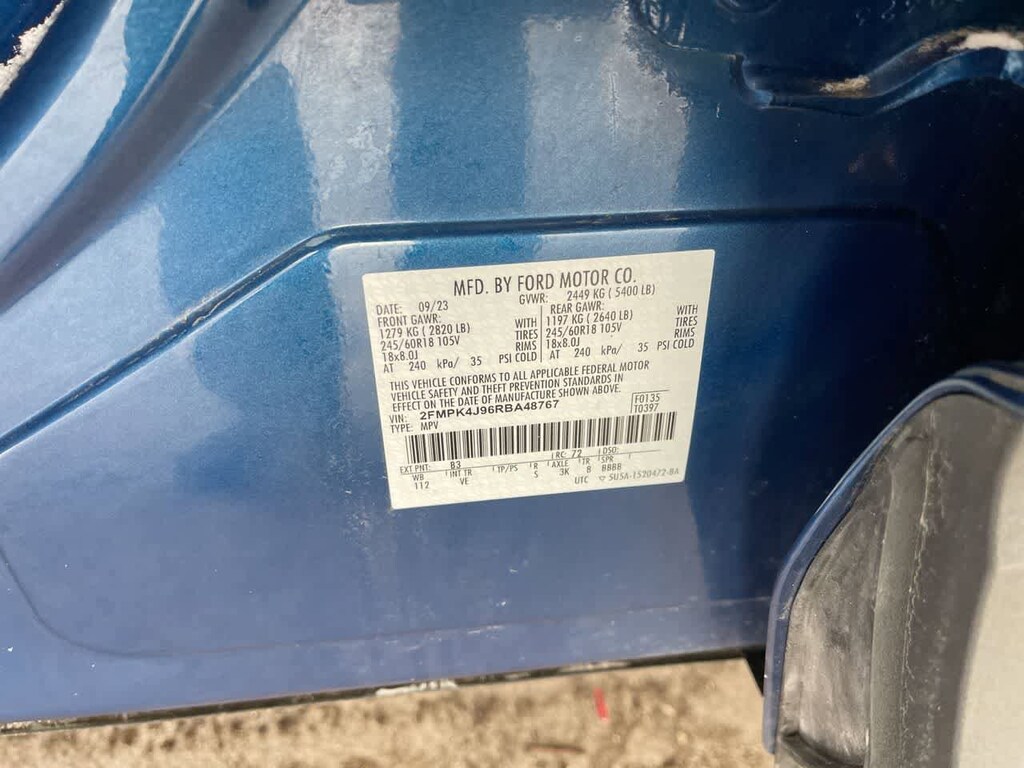 MFD. BY FORD MOTOR CO.
DATE: 09/23 GVWR: 2449 KG ( 5400 LB)
FRONT GAWR: REAR GAWR:
1279 KG ( 2820 LB) WITH 1197 KG ( 2640 LB) WITH
245/60R18 105V TIRES 245/60R18 105V TIRES
18x8.0J RIMS 18x8.0J RIMS
AT 240 kPa/ 35 PSI COLD AT 240 kPa/ 35 PSI COLD
THIS VEHICLE CONFORMS TO ALL APPLICABLE FEDERAL MOTOR
VEHICLE SAFETY AND THEFT PREVENTION STANDARDS IN
EFFECT ON THE DATE OF MANUFACTURE SHOWN ABOVE. F0135
VIN: 2FMPK4J96RBA48767 T0397
TYPE: MPV
EXT PNT: B3 RC: 72 DSO:
WB INT TR TP/PS R AXLE TR SPR
112 VE S 3K B BBBB
UTC 5U5A-1520472-BA